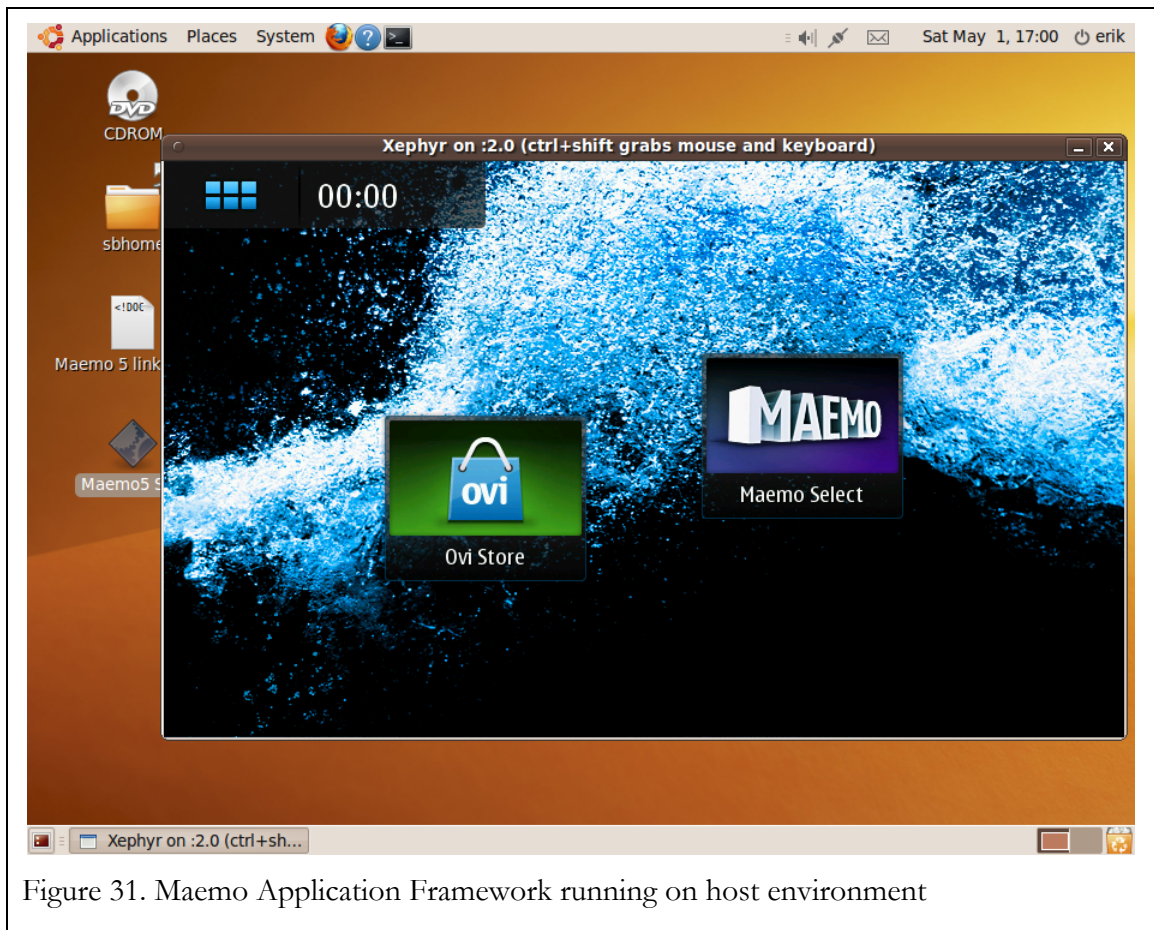 Applications Places System
Sat May 1, 17:00 erik
DVD
CDROM
Xephyr on :2.0 (ctrl+shift grabs mouse and keyboard)
00:00
sbhome
<!DOC
Maemo 5 link
MAEMO
Maemo Select
Maemo5 S
ovi
Ovi Store
Xephyr on :2.0 (ctrl+sh...
Figure 31. Maemo Application Framework running on host environment